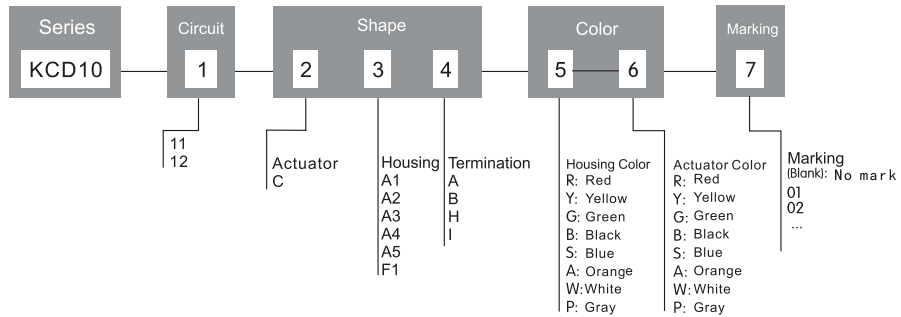 Series
Circuit
Shape
Color
Marking
KCD10
1
2
3
4
5
6
7
11
12
Actuator
C
Housing
A1
A2
A3
A4
A5
F1
Termination
A
B
H
I
Housing Color
R: Red
Y: Yellow
G: Green
B: Black
S: Blue
A: Orange
W:White
P: Gray
Actuator Color
R: Red
Y: Yellow
G: Green
B: Black
S: Blue
A: Orange
W: White
P: Gray
Marking
(Blank): No mark
01
02
...